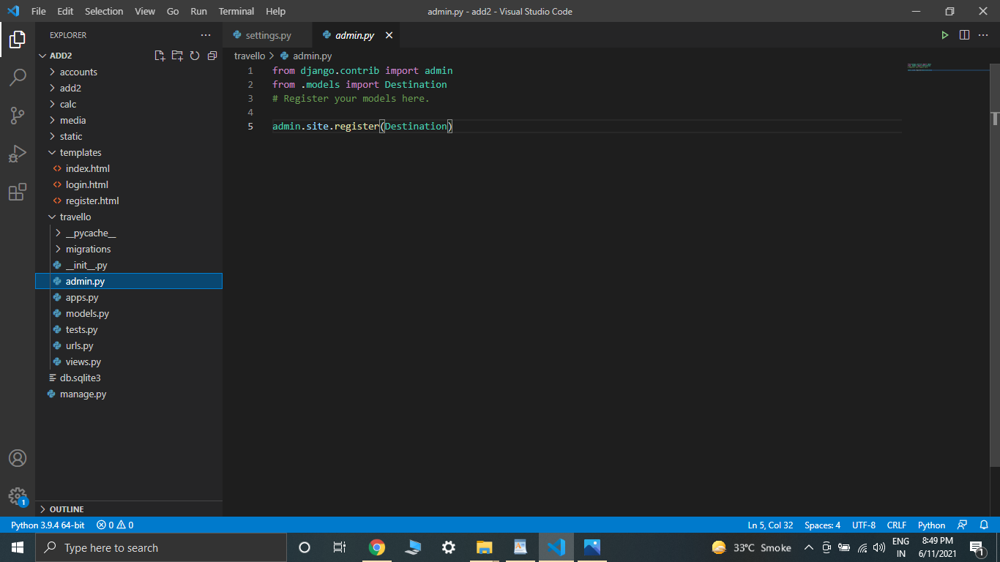 File Edit Selection View Go Run Terminal Help
admin.py - add2 - Visual Studio Code
EXPLORER
settings.py
admin.py
ADD2
accounts
add2
calc
media
static
templates
index.html
login.html
register.html
travello
__pycache__
migrations
__init__.py
admin.py
apps.py
models.py
tests.py
urls.py
views.py
db.sqlite3
manage.py
OUTLINE
travello > admin.py
1 from django.contrib import admin
2 from .models import Destination
3 # Register your models here.
4
5 admin.site.register(Destination)
1
Python 3.9.4 64-bit 0 0
Ln 5, Col 32 Spaces: 4 UTF-8 CRLF Python
Type here to search
33°C Smoke
ENG
IN
8:49 PM
6/11/2021
1